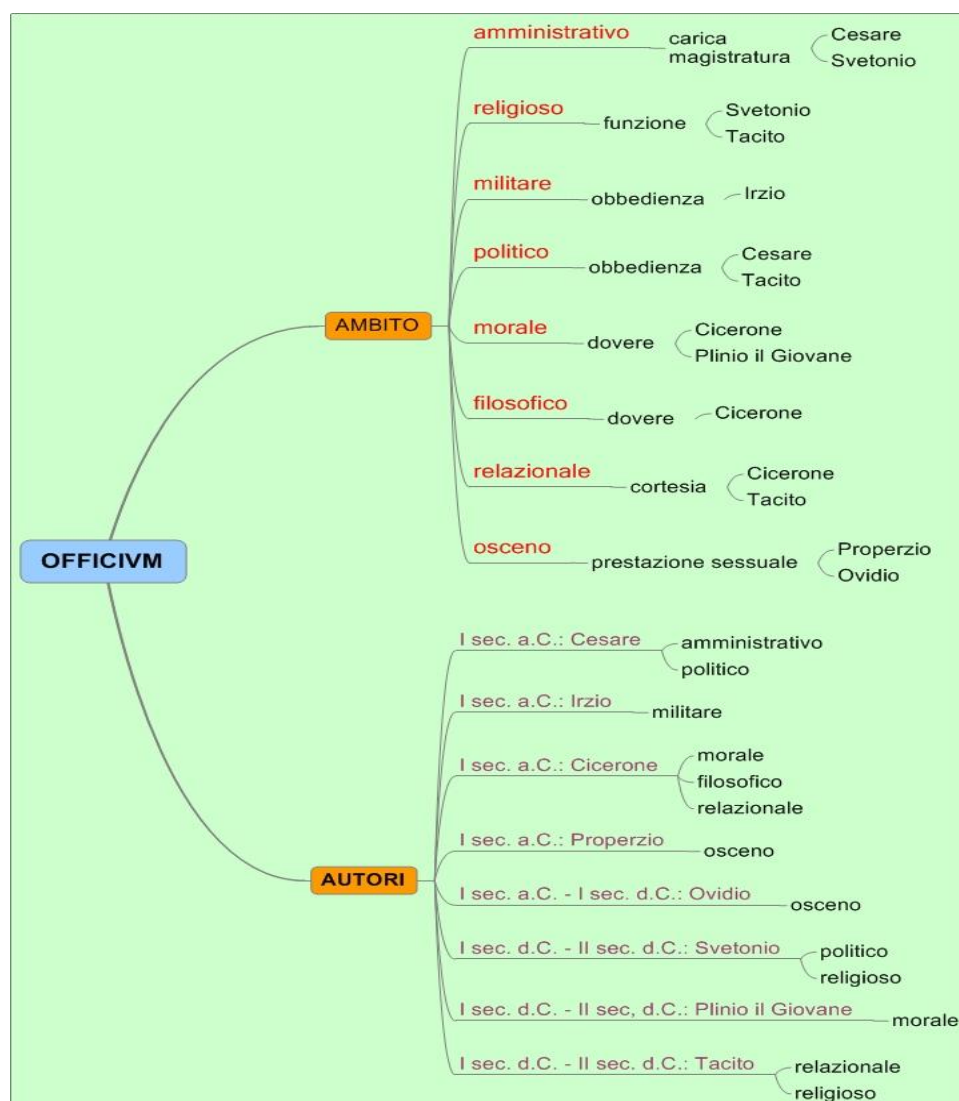 amministrativo
carica
magistratura
Cesare
Svetonio
religioso
funzione
Svetonio
Tacito
militare
obbedienza
Irzio
politico
obbedienza
Cesare
Tacito
AMBITO
morale
dovere
Cicerone
Plinio il Giovane
filosofico
dovere
Cicerone
relazionale
cortesia
Cicerone
Tacito
osceno
prestazione sessuale
Properzio
Ovidio
OFFICIVM
I sec. a.C.: Cesare
amministrativo
politico
I sec. a.C.: Irzio
militare
I sec. a.C.: Cicerone
morale
filosofico
relazionale
I sec. a.C.: Properzio
osceno
AUTORI
I sec. a.C. - I sec. d.C.: Ovidio
osceno
I sec. d.C. - II sec. d.C.: Svetonio
politico
religioso
I sec. d.C. - II sec, d.C.: Plinio il Giovane
morale
I sec. d.C. - II sec. d.C.: Tacito
relazionale
religioso